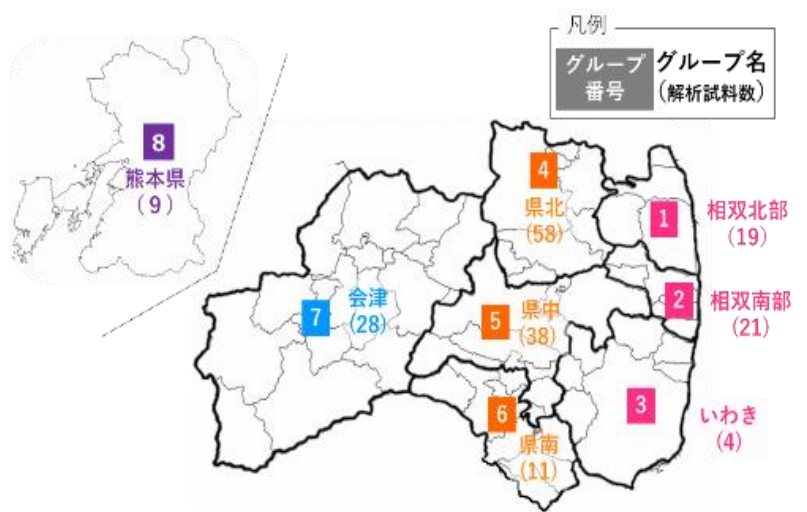 凡例
グループ
番号
グループ名
(解析試料数)
8
熊本県
(9)
4
県北
(58)
1
相双北部
(19)
2
相双南部
(21)
7
会津
(28)
5
県中
(38)
3
いわき
(4)
6
県南
(11)